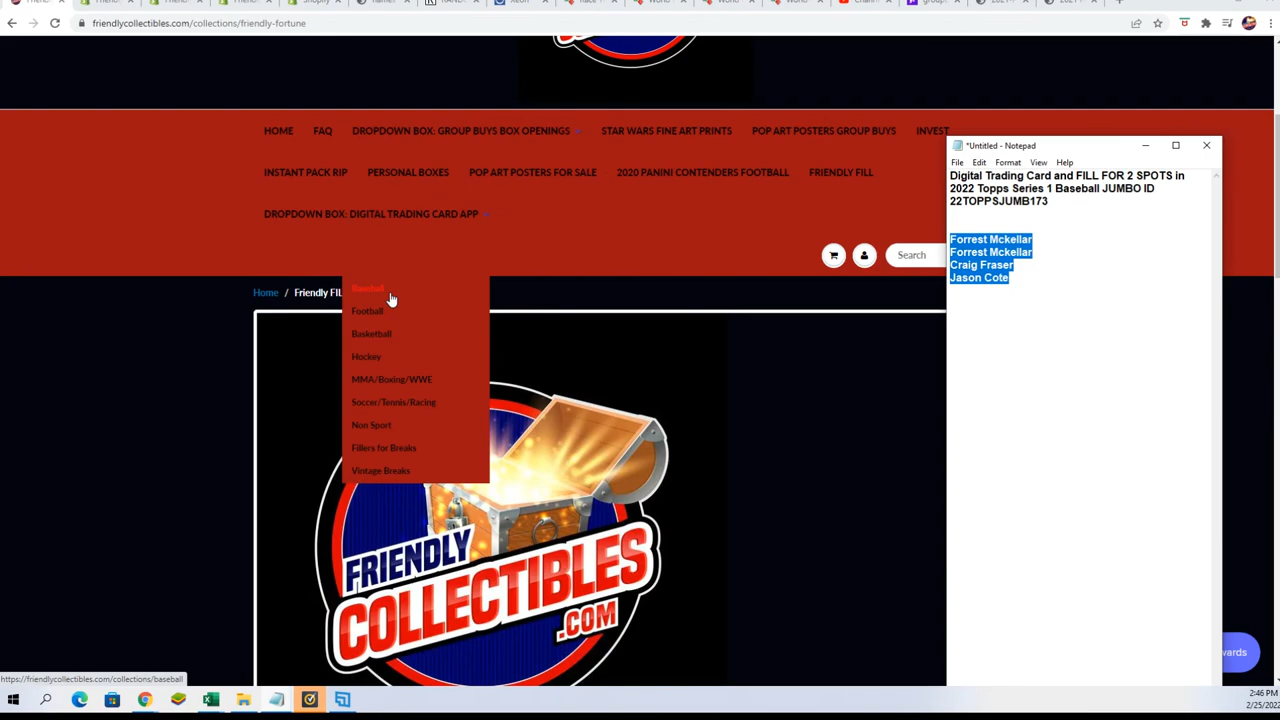 friendlycollectibles.com/collections/friendly-fortune
HOME FAQ DROPDOWN BOX: GROUP BUYS BOX OPENINGS STAR WARS FINE ART PRINTS POP ART POSTERS GROUP BUYS INVEST
INSTANT PACK RIP PERSONAL BOXES POP ART POSTERS FOR SALE 2020 PANINI CONTENDERS FOOTBALL FRIENDLY FILL
DROPDOWN BOX: DIGITAL TRADING CARD APP
Search
Home / Friendly FIL
Baseball
Football
Basketball
Hockey
MMA/Boxing/WWE
Soccer/Tennis/Racing
Non Sport
Fillers for Breaks
Vintage Breaks
FRIENDLY
COLLECTIBLES
.COM
*Untitled - Notepad
File Edit Format View Help
Digital Trading Card and FILL FOR 2 SPOTS in
2022 Topps Series 1 Baseball JUMBO ID
22TOPPSJUMB173
Forrest Mckellar
Forrest Mckellar
Craig Fraser
Jason Cote
wards
https://friendlycollectibles.com/collections/baseball
2:46 PM
2/25/202